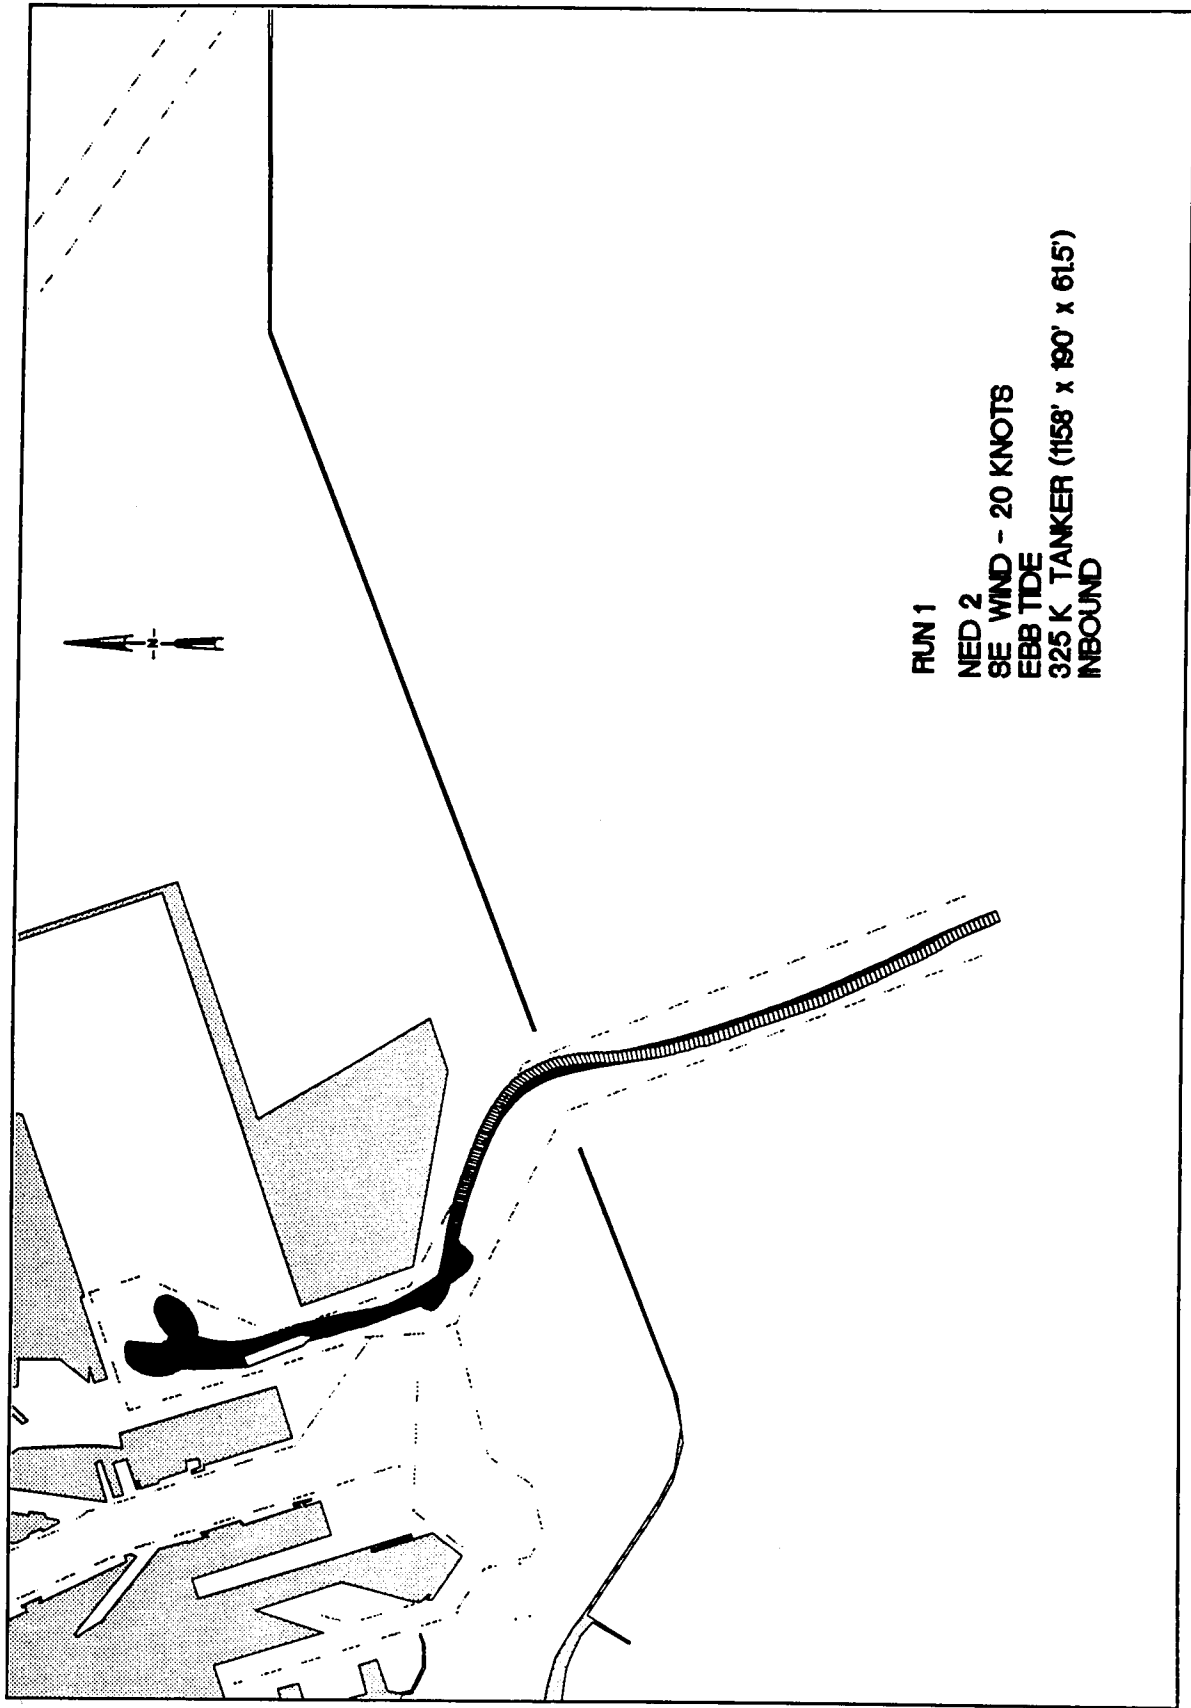 N
RUN 1
NED 2
SE WIND - 20 KNOTS
EBB TIDE
325 K TANKER (1158' x 190' x 61.5')
INBOUND